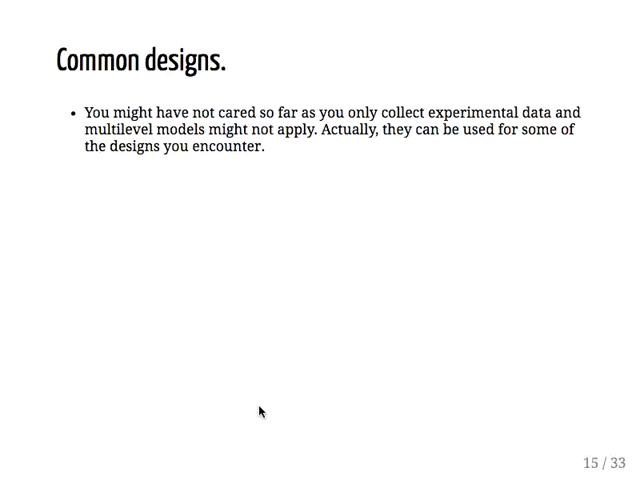 Common designs.
• You might have not cared so far as you only collect experimental data and
multilevel models might not apply. Actually, they can be used for some of
the designs you encounter.
15 / 33